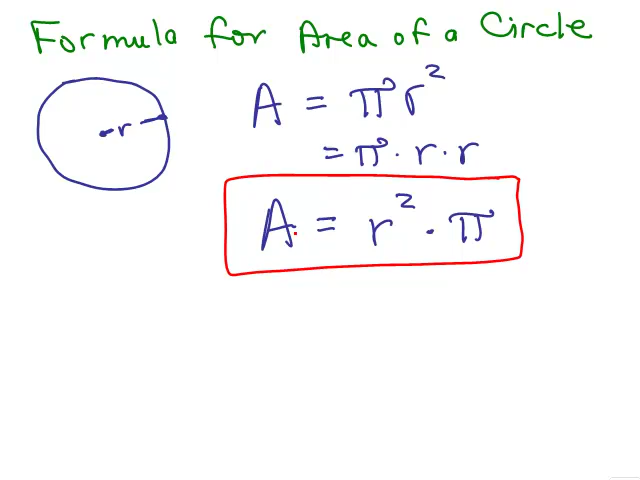 Formula for Area of a Circle
r
A = πr²
= π · r · r
A = r² · π